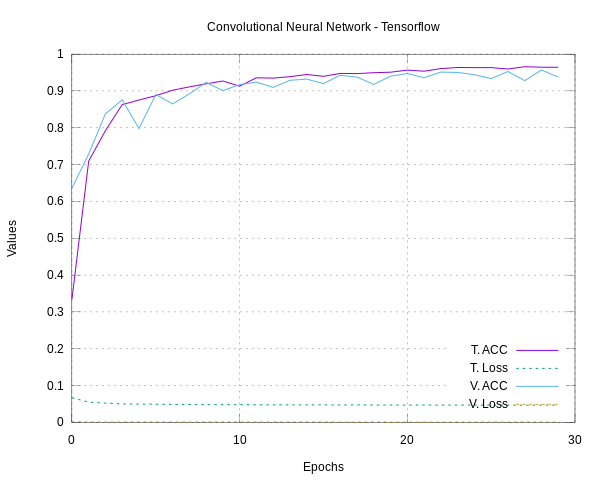 Convolutional Neural Network - Tensorflow
1
0.9
0.8
0.7
0.6
0.5
0.4
0.3
0.2
0.1
0
Values
T. ACC
T. Loss
V. ACC
V. Loss
0 10 20 30
Epochs